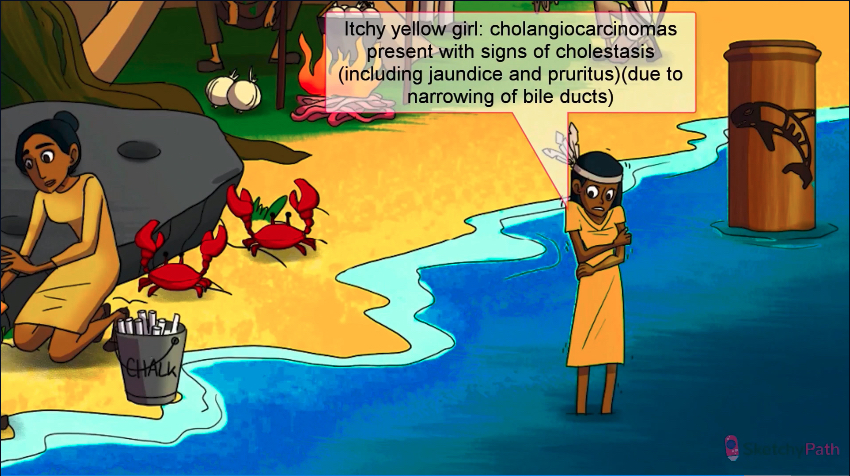 Itchy yellow girl: cholangiocarcinomas
present with signs of cholestasis
(including jaundice and pruritus)(due to
narrowing of bile ducts)
CHALK
SketchyPath